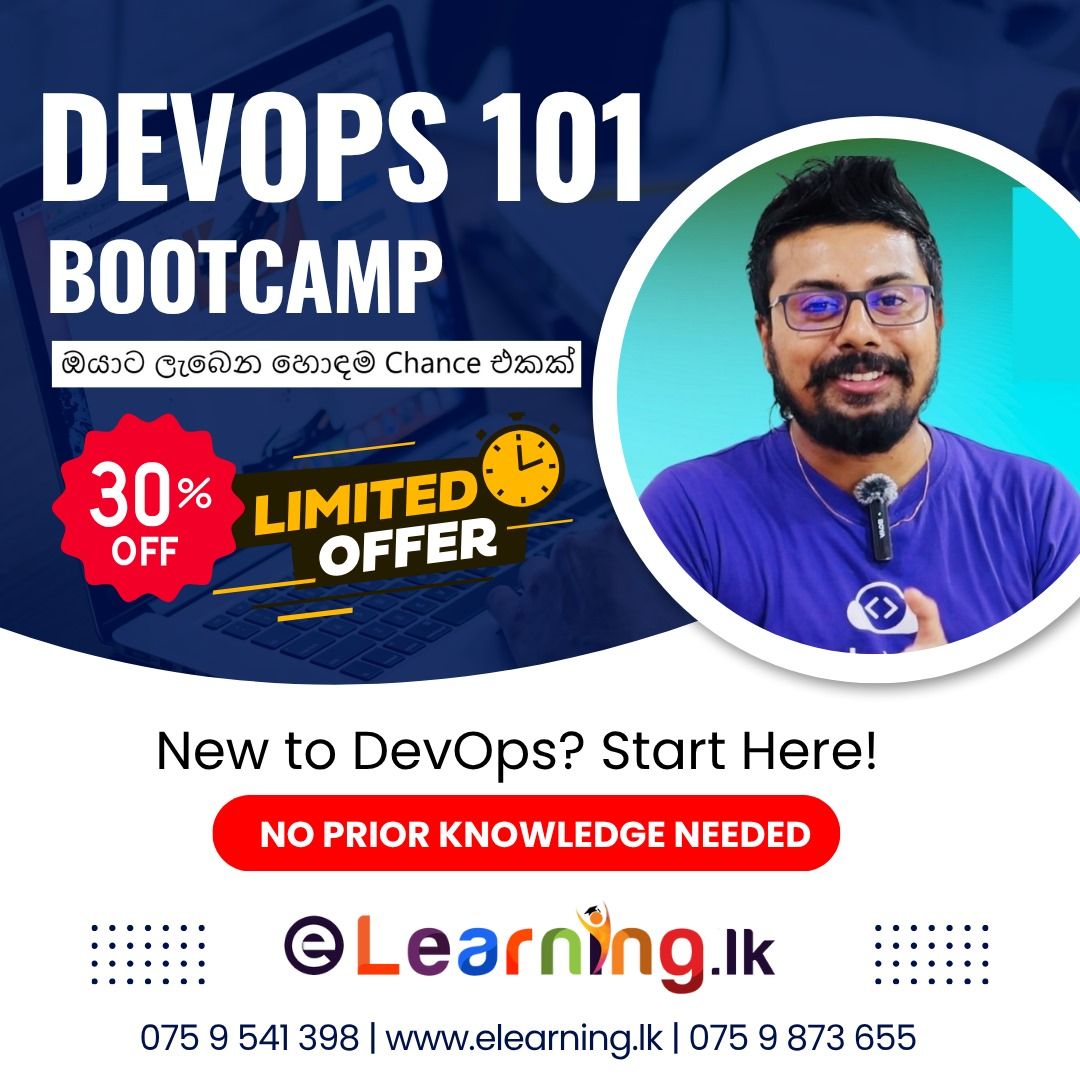 DEVOPS 101
BOOTCAMP
ඔයාට ලැබෙන හොඳම Chance එකක්
30%
OFF
LIMITED
OFFER
New to DevOps? Start Here!
NO PRIOR KNOWLEDGE NEEDED
eLearning.lk
075 9 541 398 | www.elearning.lk | 075 9 873 655